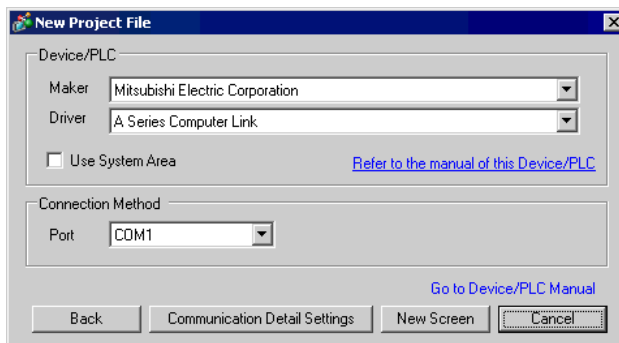 New Project File
Device/PLC
Maker Mitsubishi Electric Corporation
Driver A Series Computer Link
Use System Area Refer to the manual of this Device/PLC
Connection Method
Port COM1
Go to Device/PLC Manual
Back Communication Detail Settings New Screen Cancel